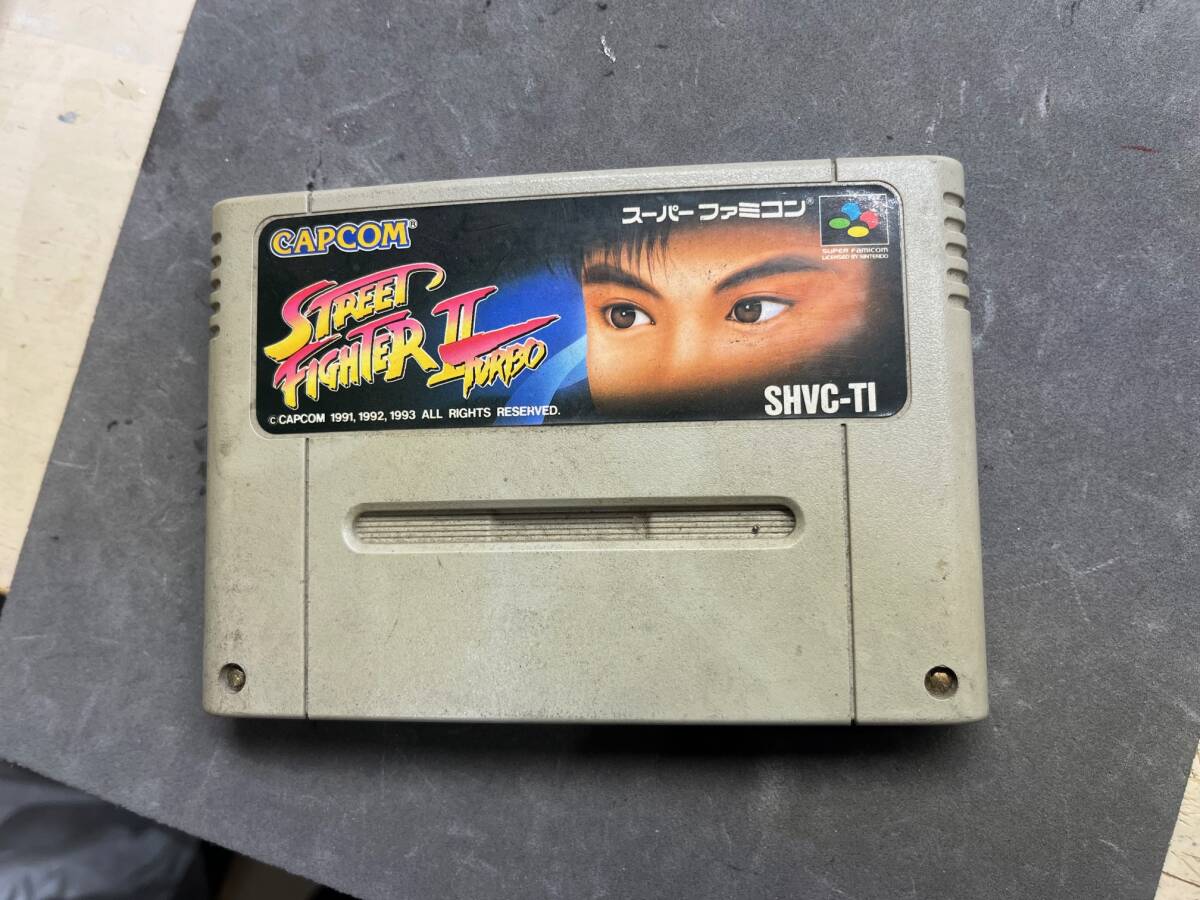 CAPCOM®
スーパーファミコン®
SUPER FAMICOM
LICENSED BY NINTENDO
STREET
FIGHTER II
TURBO
SHVC-TI
©CAPCOM 1991, 1992, 1993 ALL RIGHTS RESERVED.